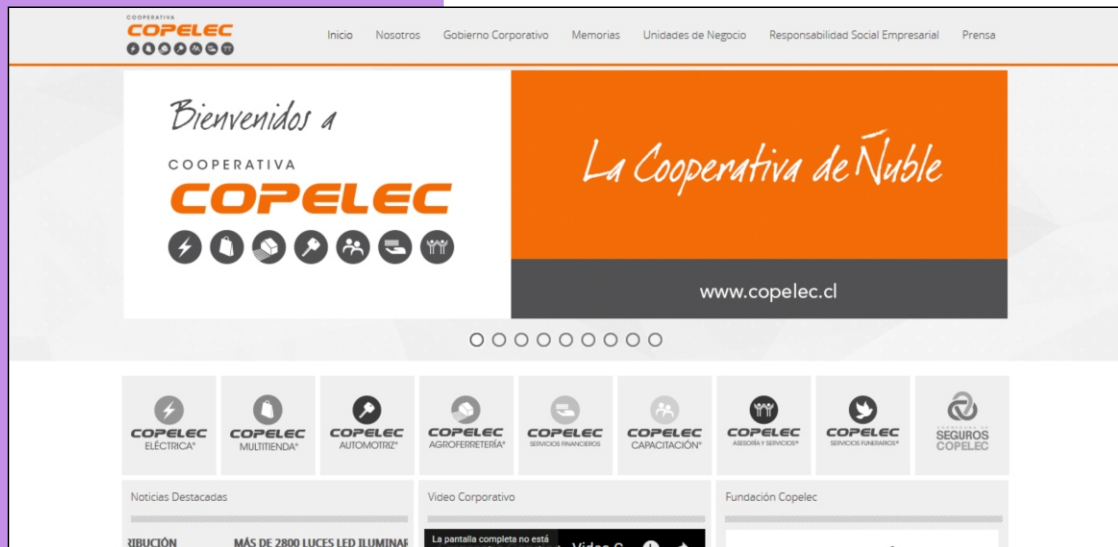 COOPERATIVA
COPELEC
Inicio Nosotros Gobierno Corporativo Memorias Unidades de Negocio Responsabilidad Social Empresarial Prensa
Bienvenidos a
COOPERATIVA
COPELEC
La Cooperativa de Ñuble
www.copelec.cl
COPELEC
ELÉCTRICA®
COPELEC
MULTITIENDA®
COPELEC
AUTOMOTRIZ®
COPELEC
AGROFERRETERÍA®
COPELEC
SERVICIOS FINANCIEROS
COPELEC
CAPACITACIÓN®
COPELEC
ASESORÍA Y SERVICIOS®
COPELEC
SERVICIOS FUNERARIOS®
SEGUROS
COPELEC
Noticias Destacadas
RIBUCIÓN
MÁS DE 2800 LUCES LED ILUMINAR
Video Corporativo
La pantalla completa no está
Video C
Fundación Copelec